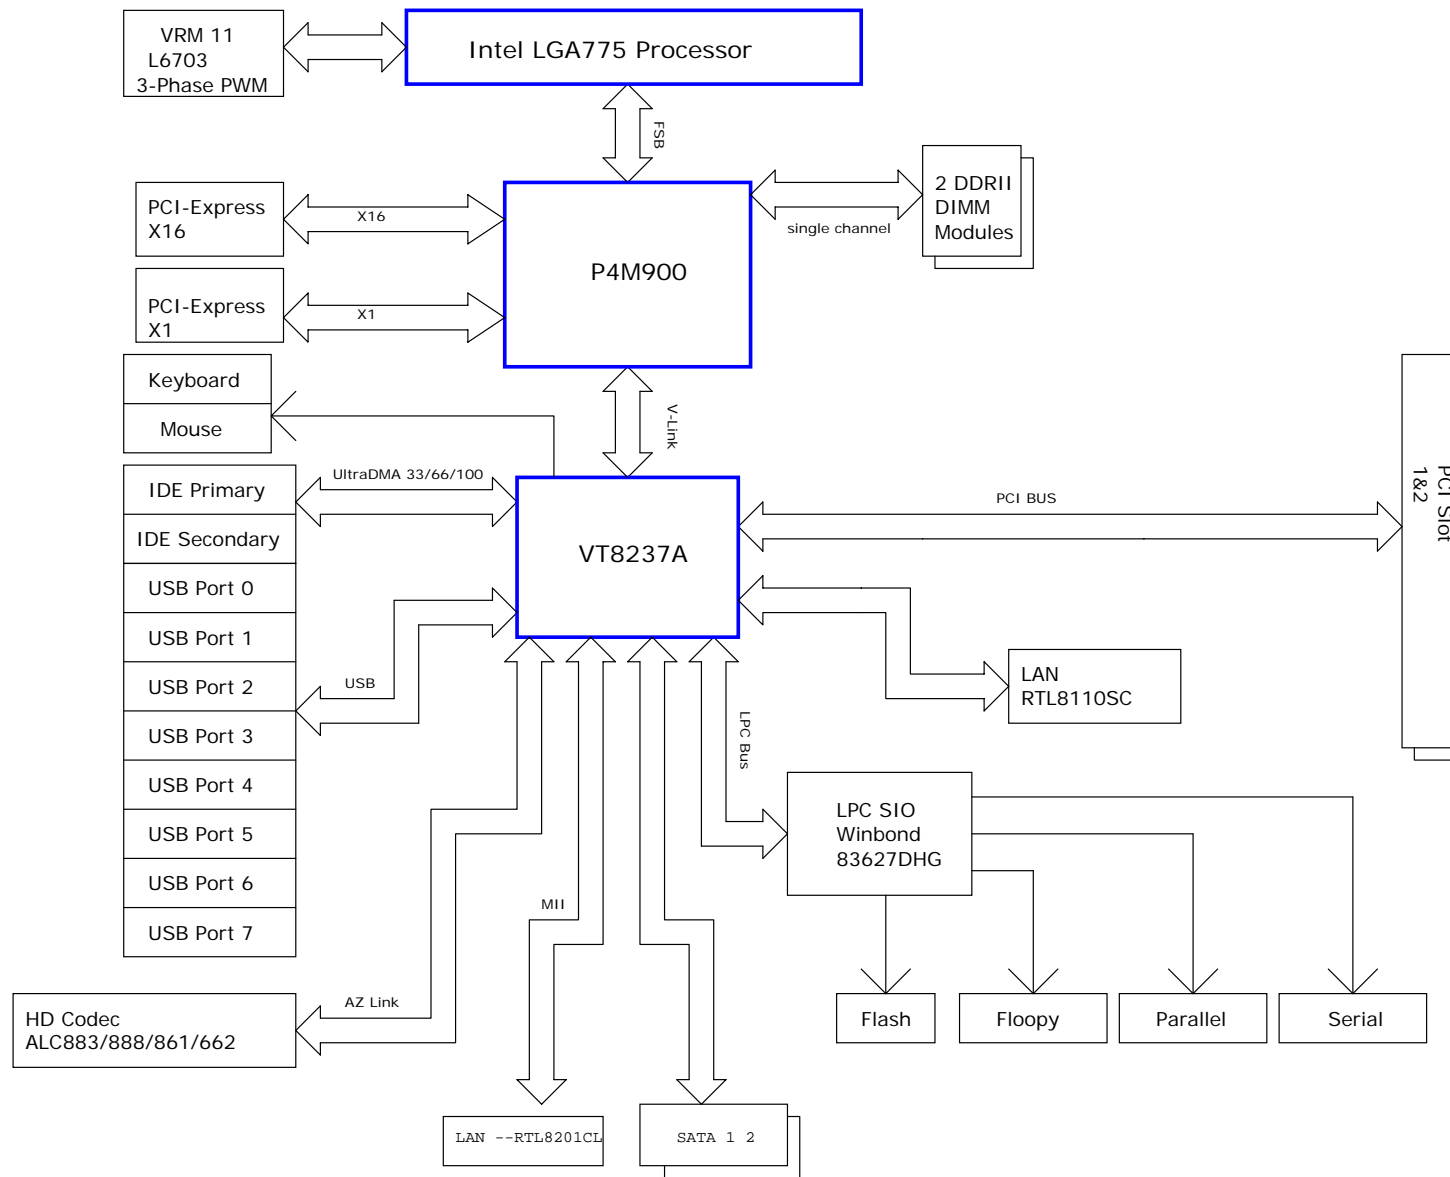 VRM 11
L6703
3-Phase PWM
Intel LGA775 Processor
FSB
PCI-Express
X16
X16
2 DDRII
DIMM
Modules
single channel
P4M900
PCI-Express
X1
X1
Keyboard
Mouse
V-Link
IDE Primary
UltraDMA 33/66/100
IDE Secondary
PCI BUS
PCI Slot
1&2
VT8237A
USB Port 0
USB Port 1
USB Port 2
USB
USB Port 3
USB Port 4
USB Port 5
USB Port 6
USB Port 7
LAN
RTL8110SC
LPC Bus
LPC SIO
Winbond
83627DHG
MII
AZ Link
HD Codec
ALC883/888/861/662
Flash
Floopy
Parallel
Serial
LAN --RTL8201CL
SATA 1 2